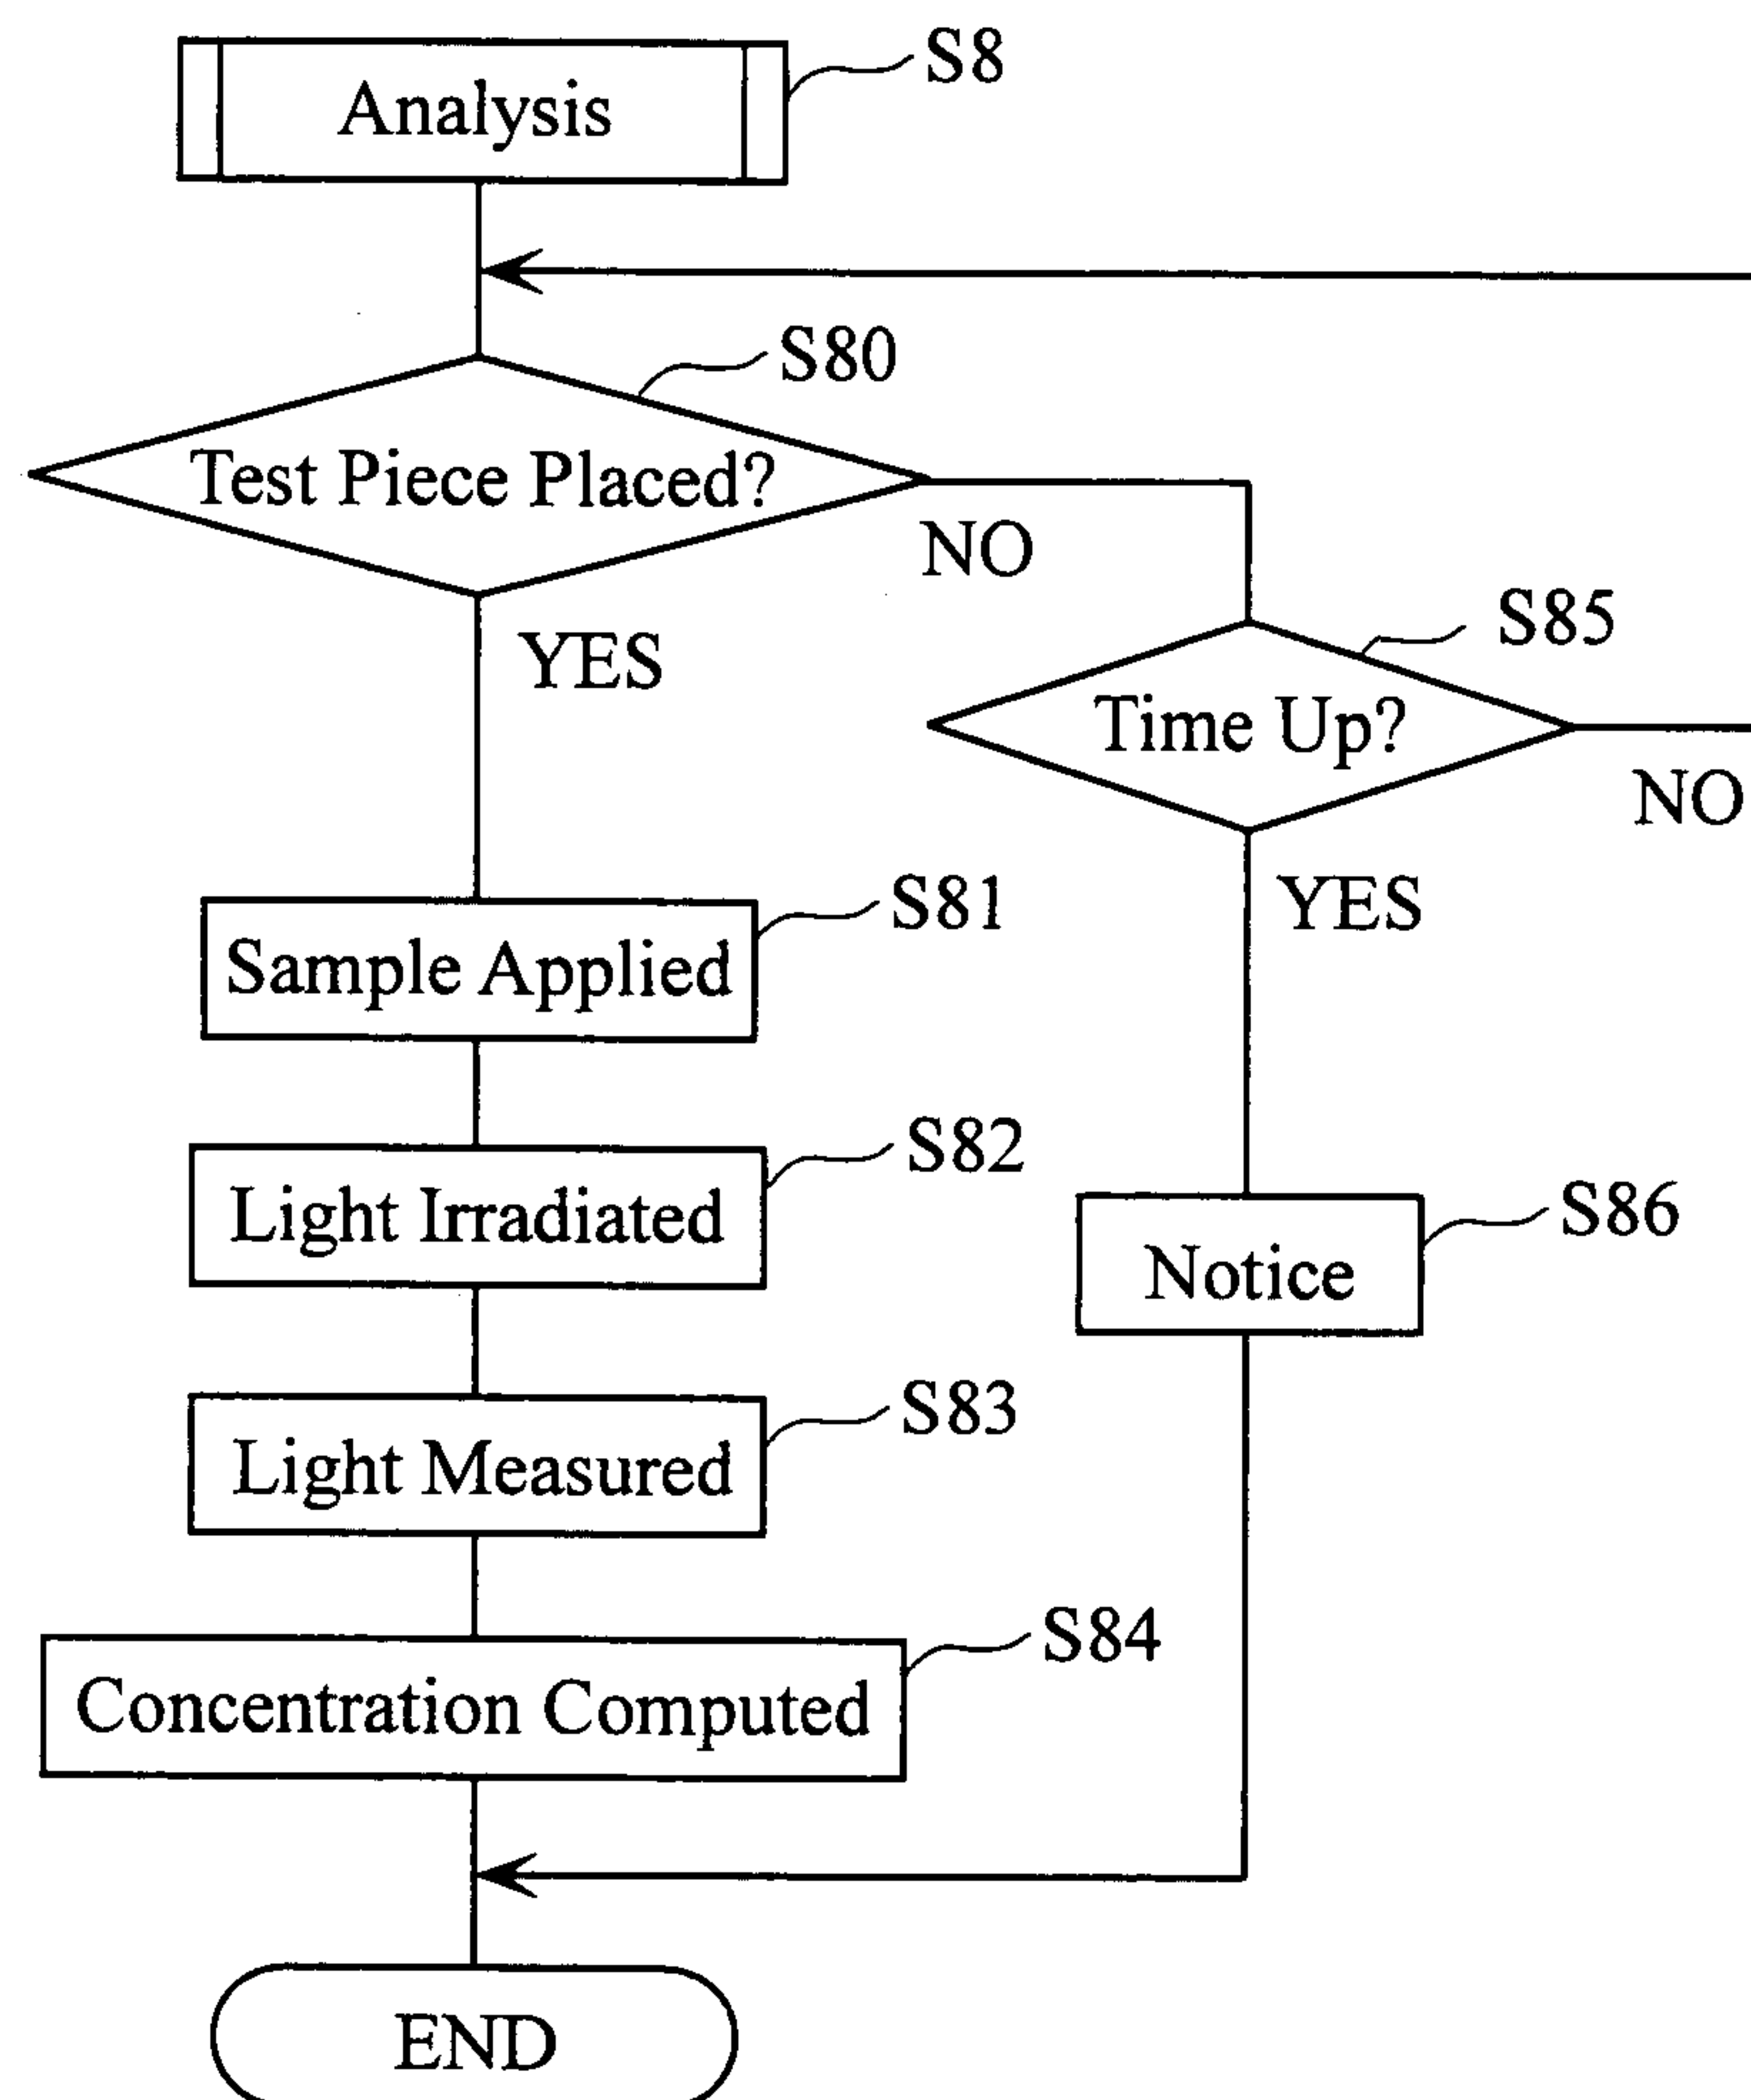 S8
Analysis
S80
Test Piece Placed?
NO
YES
S85
Time Up?
NO
YES
S81
Sample Applied
S82
Light Irradiated
S86
Notice
S83
Light Measured
S84
Concentration Computed
END